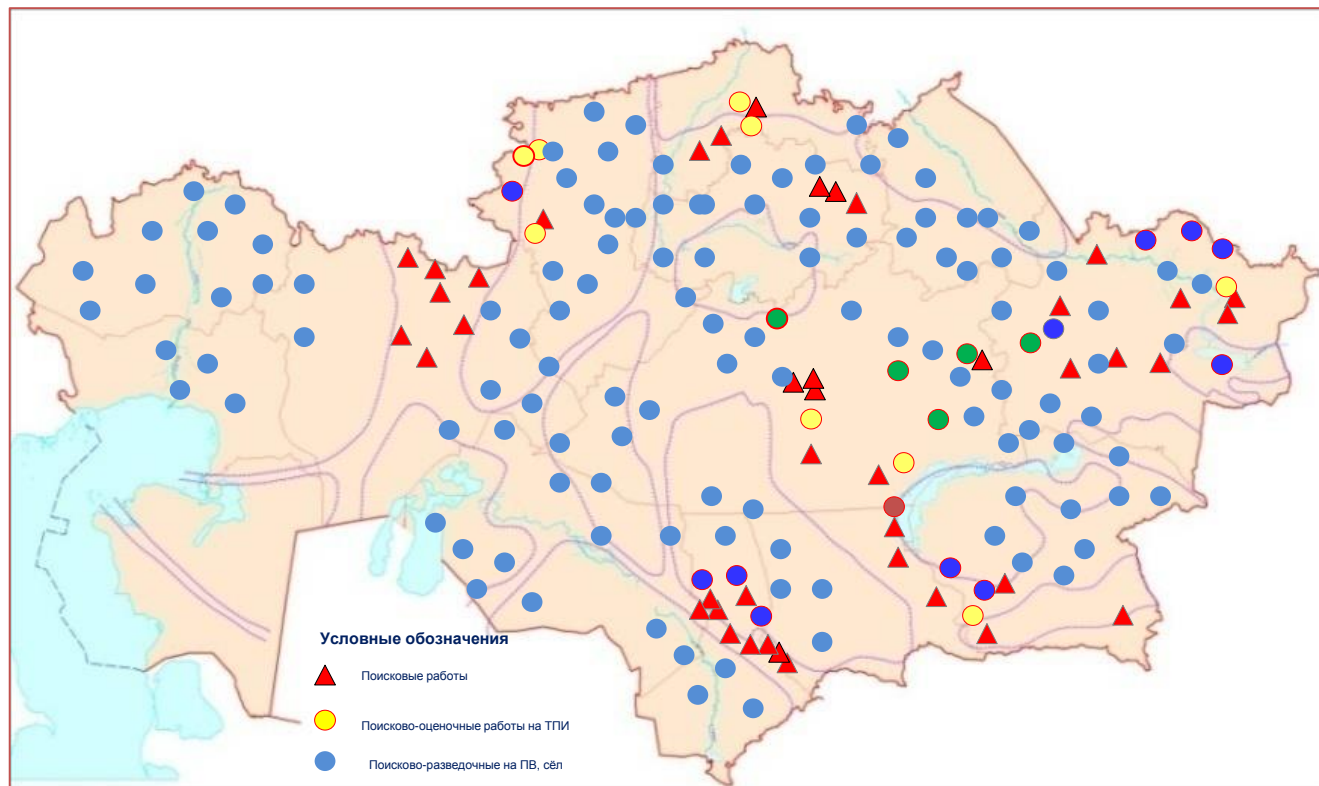 Условные обозначения
Поисковые работы
Поисково-оценочные работы на ТПИ
Поисково-разведочные на ПВ, сёл